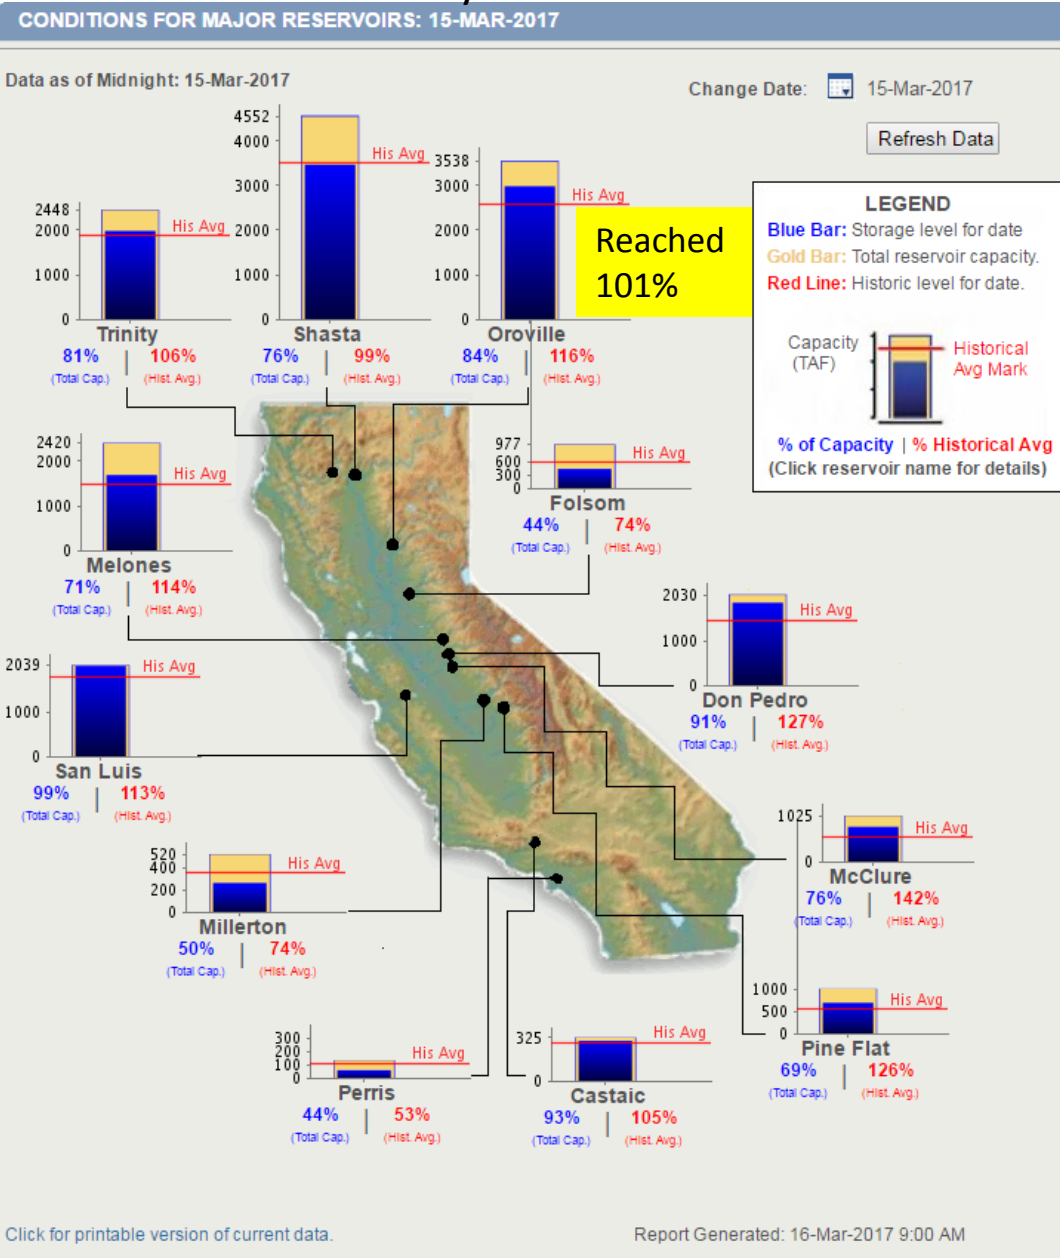 CONDITIONS FOR MAJOR RESERVOIRS: 15-MAR-2017
Data as of Midnight: 15-Mar-2017
Change Date: 15-Mar-2017
Refresh Data
LEGEND
Blue Bar: Storage level for date
Gold Bar: Total reservoir capacity.
Red Line: Historic level for date.
Capacity
(TAF)
Historical
Avg Mark
% of Capacity | % Historical Avg
(Click reservoir name for details)
2448
2000
1000
0
His Avg
Trinity
81% | 106%
(Total Cap.) (Hist. Avg.)
4552
4000
3000
2000
1000
0
His Avg
Shasta
76% | 99%
(Total Cap.) (Hist. Avg.)
3538
3000
2000
1000
0
His Avg
Oroville
84% | 116%
(Total Cap.) (Hist. Avg.)
Reached
101%
2420
2000
1000
0
His Avg
Melones
71% | 114%
(Total Cap.) (Hist. Avg.)
977
600
300
0
His Avg
Folsom
44% | 74%
(Total Cap.) (Hist. Avg.)
2030
1000
0
His Avg
Don Pedro
91% | 127%
(Total Cap.) (Hist. Avg.)
2039
1000
0
His Avg
San Luis
99% | 113%
(Total Cap.) (Hist. Avg.)
1025
0
His Avg
McClure
76% | 142%
(Total Cap.) (Hist. Avg.)
520
400
200
0
His Avg
Millerton
50% | 74%
(Total Cap.) (Hist. Avg.)
1000
500
0
His Avg
Pine Flat
69% | 126%
(Total Cap.) (Hist. Avg.)
300
200
100
0
His Avg
Perris
44% | 53%
(Total Cap.) (Hist. Avg.)
325
0
His Avg
Castaic
93% | 105%
(Total Cap.) (Hist. Avg.)
Click for printable version of current data.
Report Generated: 16-Mar-2017 9:00 AM